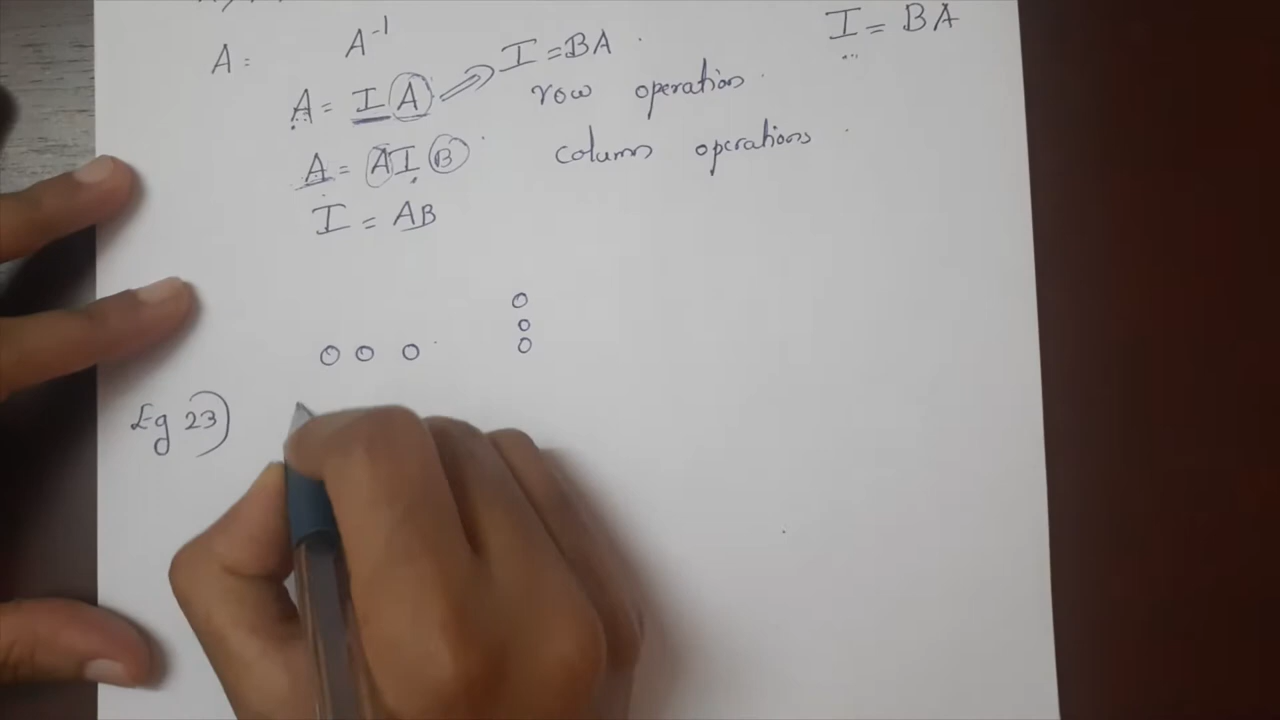 A = A⁻¹
A = I A ⇒ I = BA
row operation
A = A I B column operations
I = AB
I = BA
o o o
o
o
o
Eg 23)